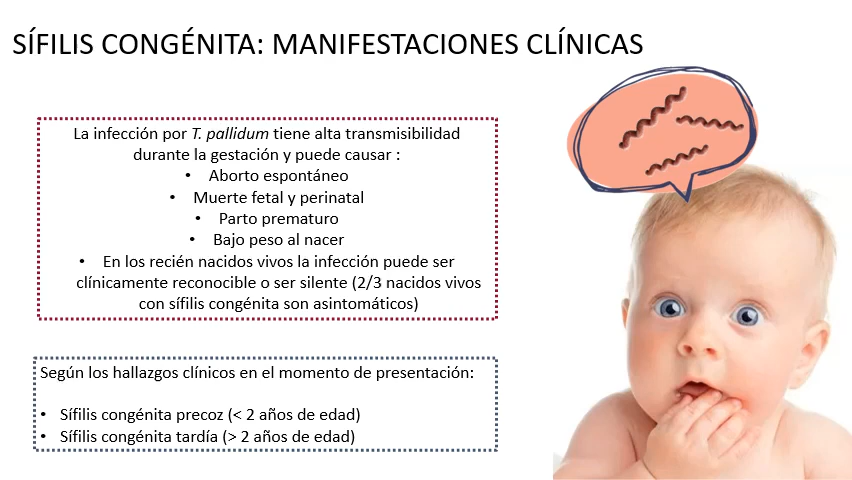 SÍFILIS CONGÉNITA: MANIFESTACIONES CLÍNICAS
La infección por T. pallidum tiene alta transmisibilidad
durante la gestación y puede causar :
• Aborto espontáneo
• Muerte fetal y perinatal
• Parto prematuro
• Bajo peso al nacer
• En los recién nacidos vivos la infección puede ser
clínicamente reconocible o ser silente (2/3 nacidos vivos
con sífilis congénita son asintomáticos)
Según los hallazgos clínicos en el momento de presentación:
• Sífilis congénita precoz (< 2 años de edad)
• Sífilis congénita tardía (> 2 años de edad)